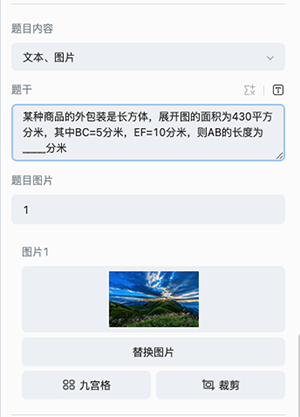 题目内容
文本、图片
题干
某种商品的外包装是长方体，展开图的面积为430平方
分米，其中BC=5分米，EF=10分米，则AB的长度为
____分米
题目图片
1
图片1
替换图片
九宫格 裁剪